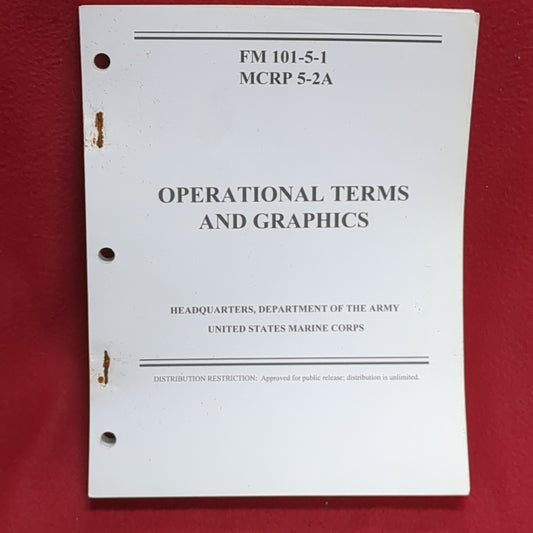 FM 101-5-1
MCRP 5-2A
OPERATIONAL TERMS
AND GRAPHICS
HEADQUARTERS, DEPARTMENT OF THE ARMY
UNITED STATES MARINE CORPS
DISTRIBUTION RESTRICTION: Approved for public release; distribution is unlimited.